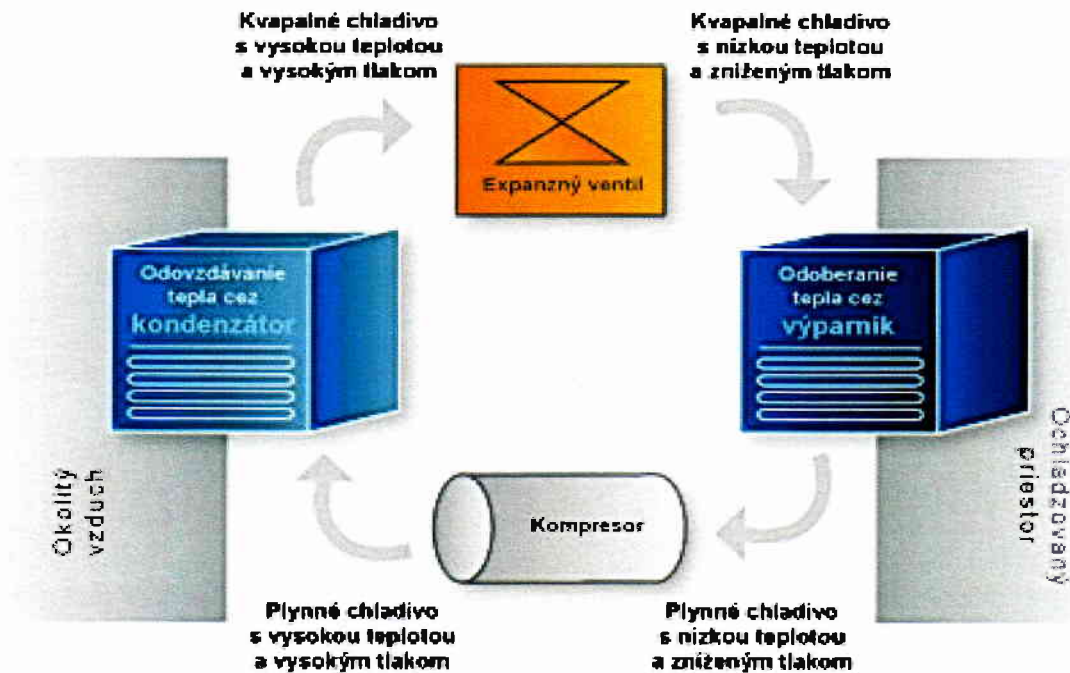 Kvapalné chladivo
s vysokou teplotou
a vysokým tlakom
Kvapalné chladivo
s nízkou teplotou
a zníženým tlakom
Expanzný ventil
Odovzdávanie
tepla cez
kondenzátor
Odoberanie
tepla cez
výparník
Okolitý
vzduch
Ochladzovaný
priestor
Kompresor
Plynné chladivo
s vysokou teplotou
a vysokým tlakom
Plynné chladivo
s nízkou teplotou
a zníženým tlakom